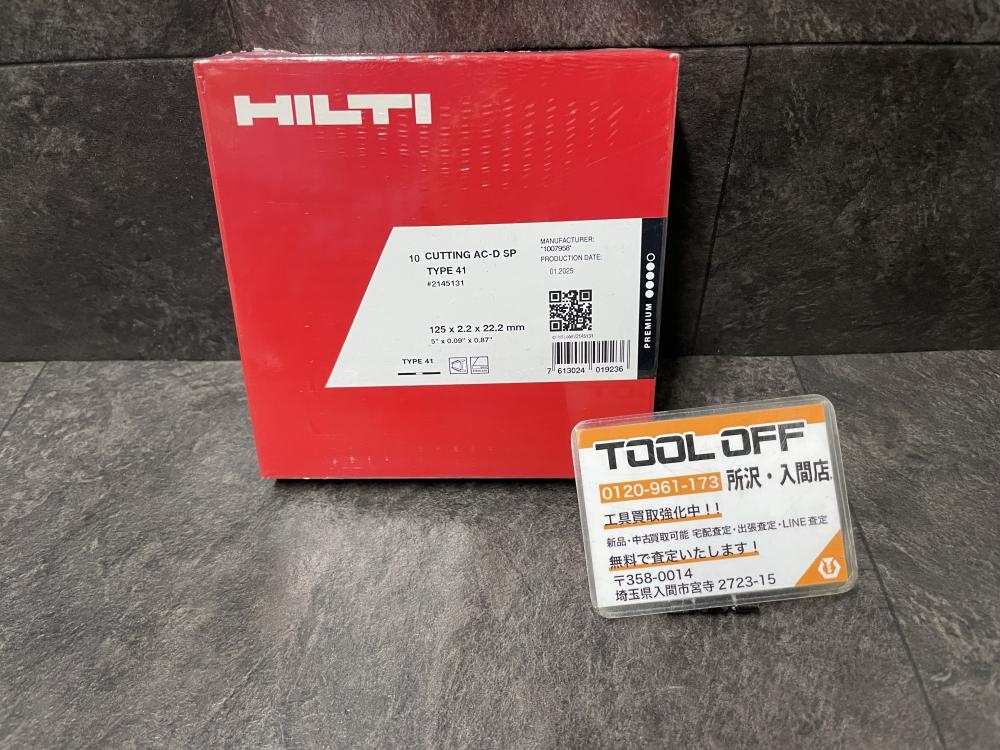 HILTI
10 CUTTING AC-D SP
TYPE 41
#2145131
125 x 2.2 x 22.2 mm
5" x 0.09" x 0.87"
TYPE 41
MANUFACTURER:
"1007958"
PRODUCTION DATE:
01.2025
7 613024 019236
PREMIUM
TOOL OFF
0120-961-173 所沢・入間店
工具買取強化中!!
新品・中古買取可能 宅配査定・出張査定・LINE査定
無料で査定いたします!
〒358-0014
埼玉県入間市宮寺 2723-15